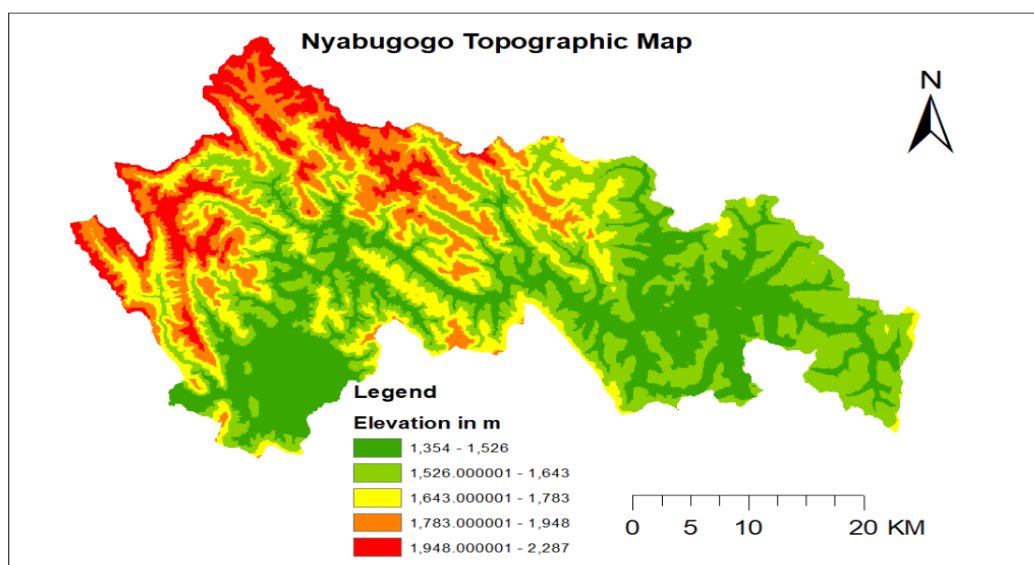 Nyabugogo Topographic Map
N
Legend
Elevation in m
1,354 - 1,526
1,526.000001 - 1,643
1,643.000001 - 1,783
1,783.000001 - 1,948
1,948.000001 - 2,287
0 5 10 20 KM